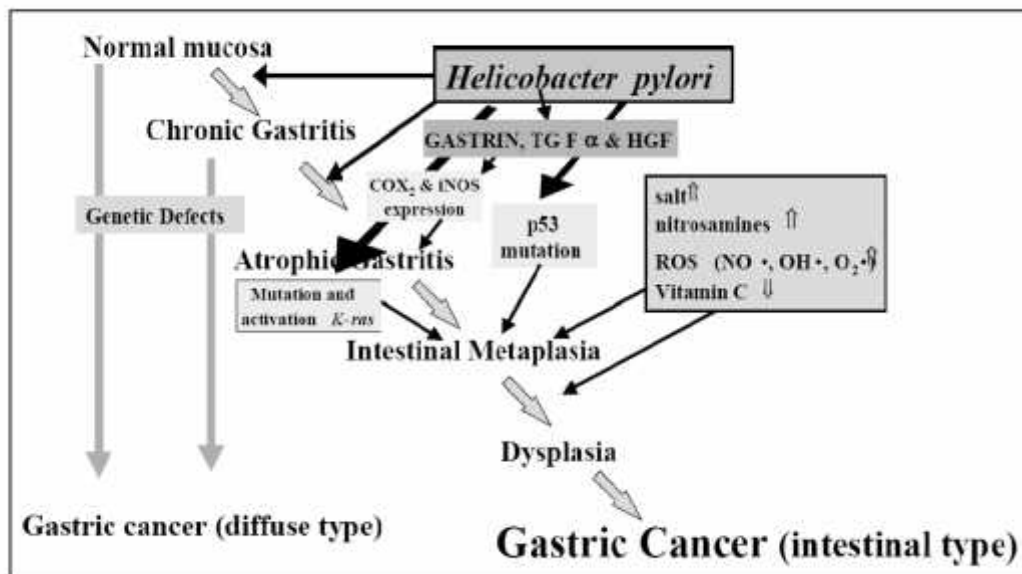 Normal mucosa
Helicobacter pylori
Chronic Gastritis
GASTRIN, TG F α & HGF
COX₂ & iNOS
expression
Genetic Defects
p53
mutation
salt⇧
nitrosamines ⇧
ROS (NO •, OH •, O₂•)⇧
Vitamin C ⇩
Atrophic Gastritis
Mutation and
activation K-ras
Intestinal Metaplasia
Dysplasia
Gastric cancer (diffuse type)
Gastric Cancer (intestinal type)